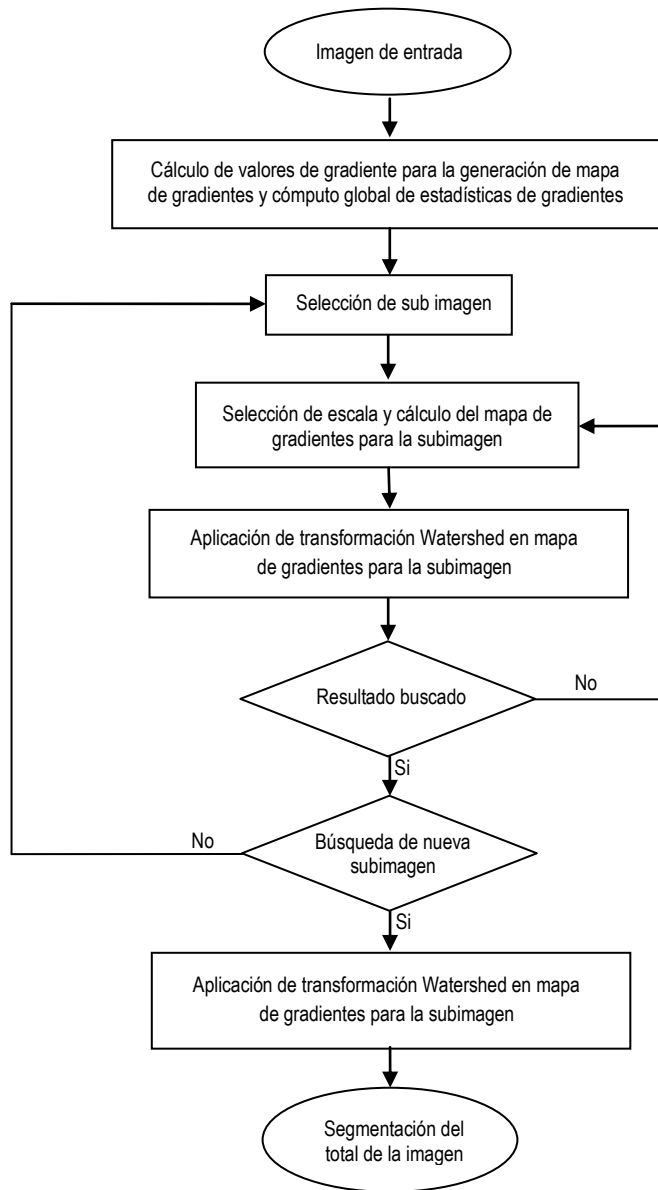 Imagen de entrada
Cálculo de valores de gradiente para la generación de mapa
de gradientes y cómputo global de estadísticas de gradientes
Selección de sub imagen
Selección de escala y cálculo del mapa de
gradientes para la subimagen
Aplicación de transformación Watershed en mapa
de gradientes para la subimagen
Resultado buscado
No
Si
No
Búsqueda de nueva
subimagen
Si
Aplicación de transformación Watershed en mapa
de gradientes para la subimagen
Segmentación del
total de la imagen